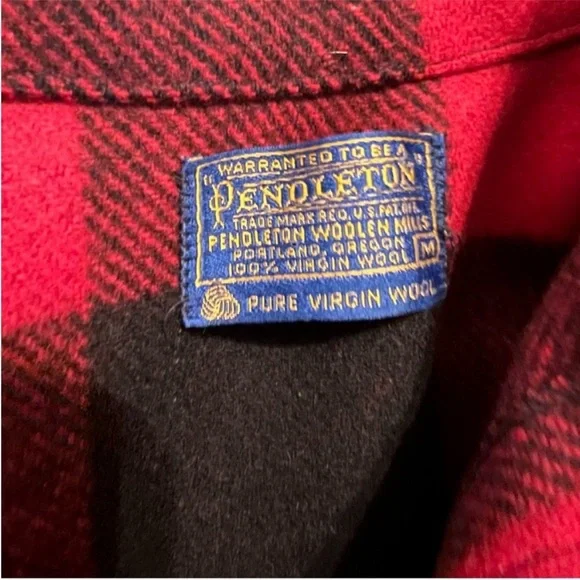 "WARRANTED TO BE A"
PENDLETON
TRADE MARK REG. U.S. PAT. OFF.
PENDLETON WOOLEN MILLS
PORTLAND, OREGON
100% VIRGIN WOOL M
PURE VIRGIN WOOL